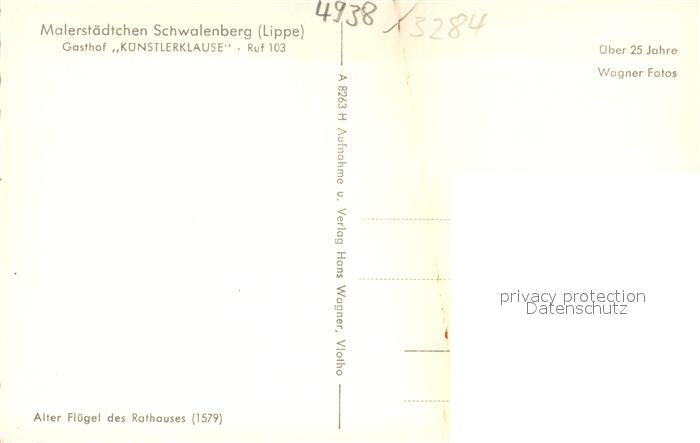 Malerstädtchen Schwalenberg (Lippe)
Gasthof „KÜNSTLERKLAUSE“ · Ruf 103
4938 / 3284
Über 25 Jahre
Wagner Fotos
A 8263 H Aufnahme u. Verlag Hans Wagner, Vlotho
privacy protection
Datenschutz
Alter Flügel des Rathauses (1579)